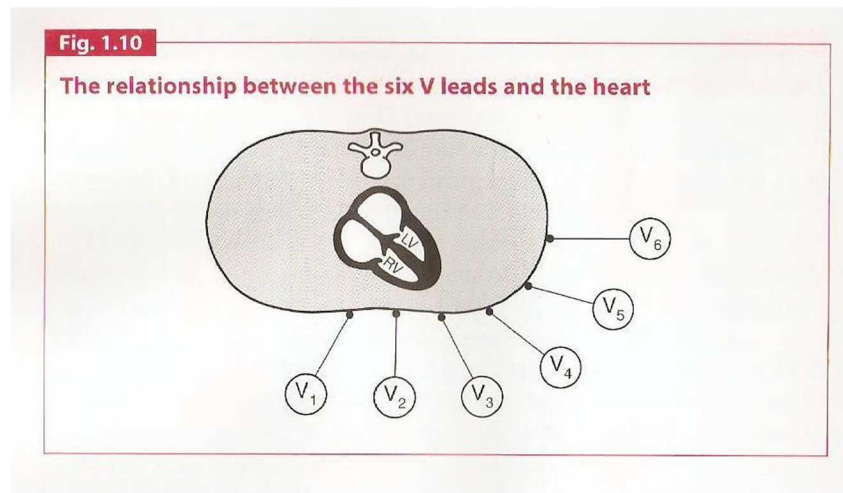 Fig. 1.10
The relationship between the six V leads and the heart
LV
RV
V6
V5
V4
V1
V2
V3